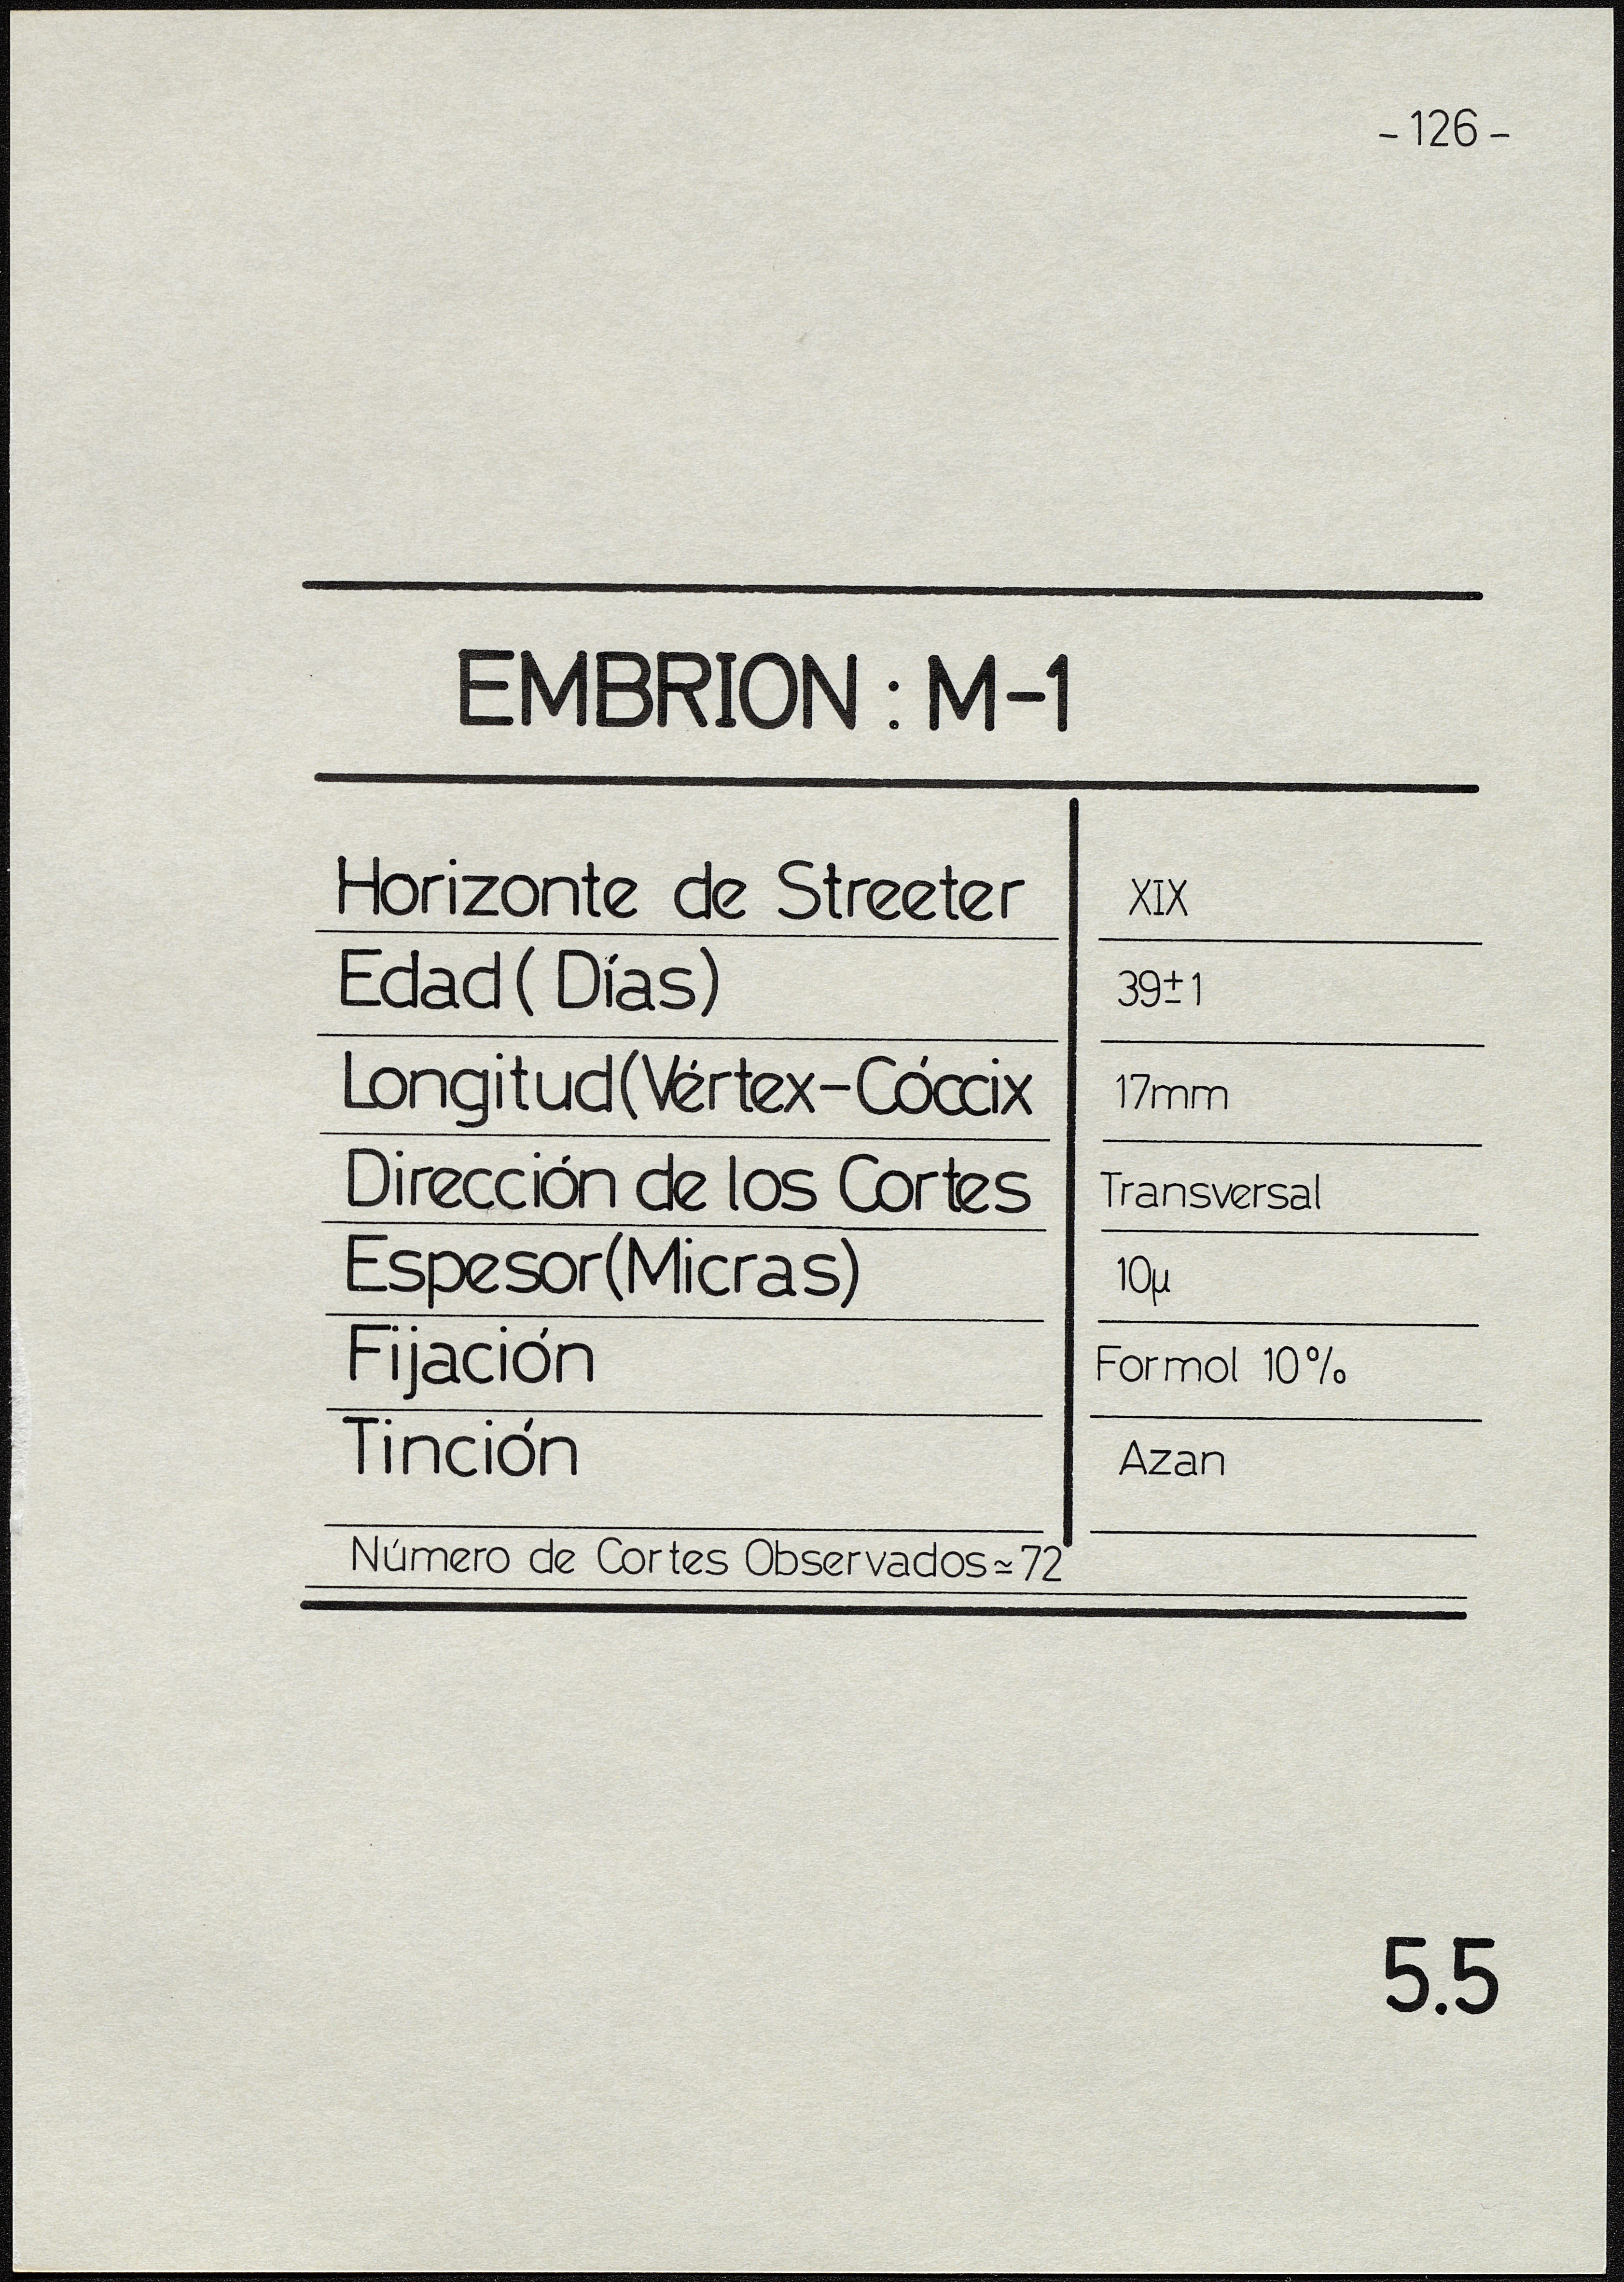 - 126 -
EMBRION : M-1
Horizonte de Streeter XIX
Edad ( Días) 39±1
Longitud(Vértex-Cóccix 17mm
Dirección de los Cortes Transversal
Espesor(Micras) 10µ
Fijación Formol 10%
Tinción Azan
Número de Cortes Observados≃72
5.5